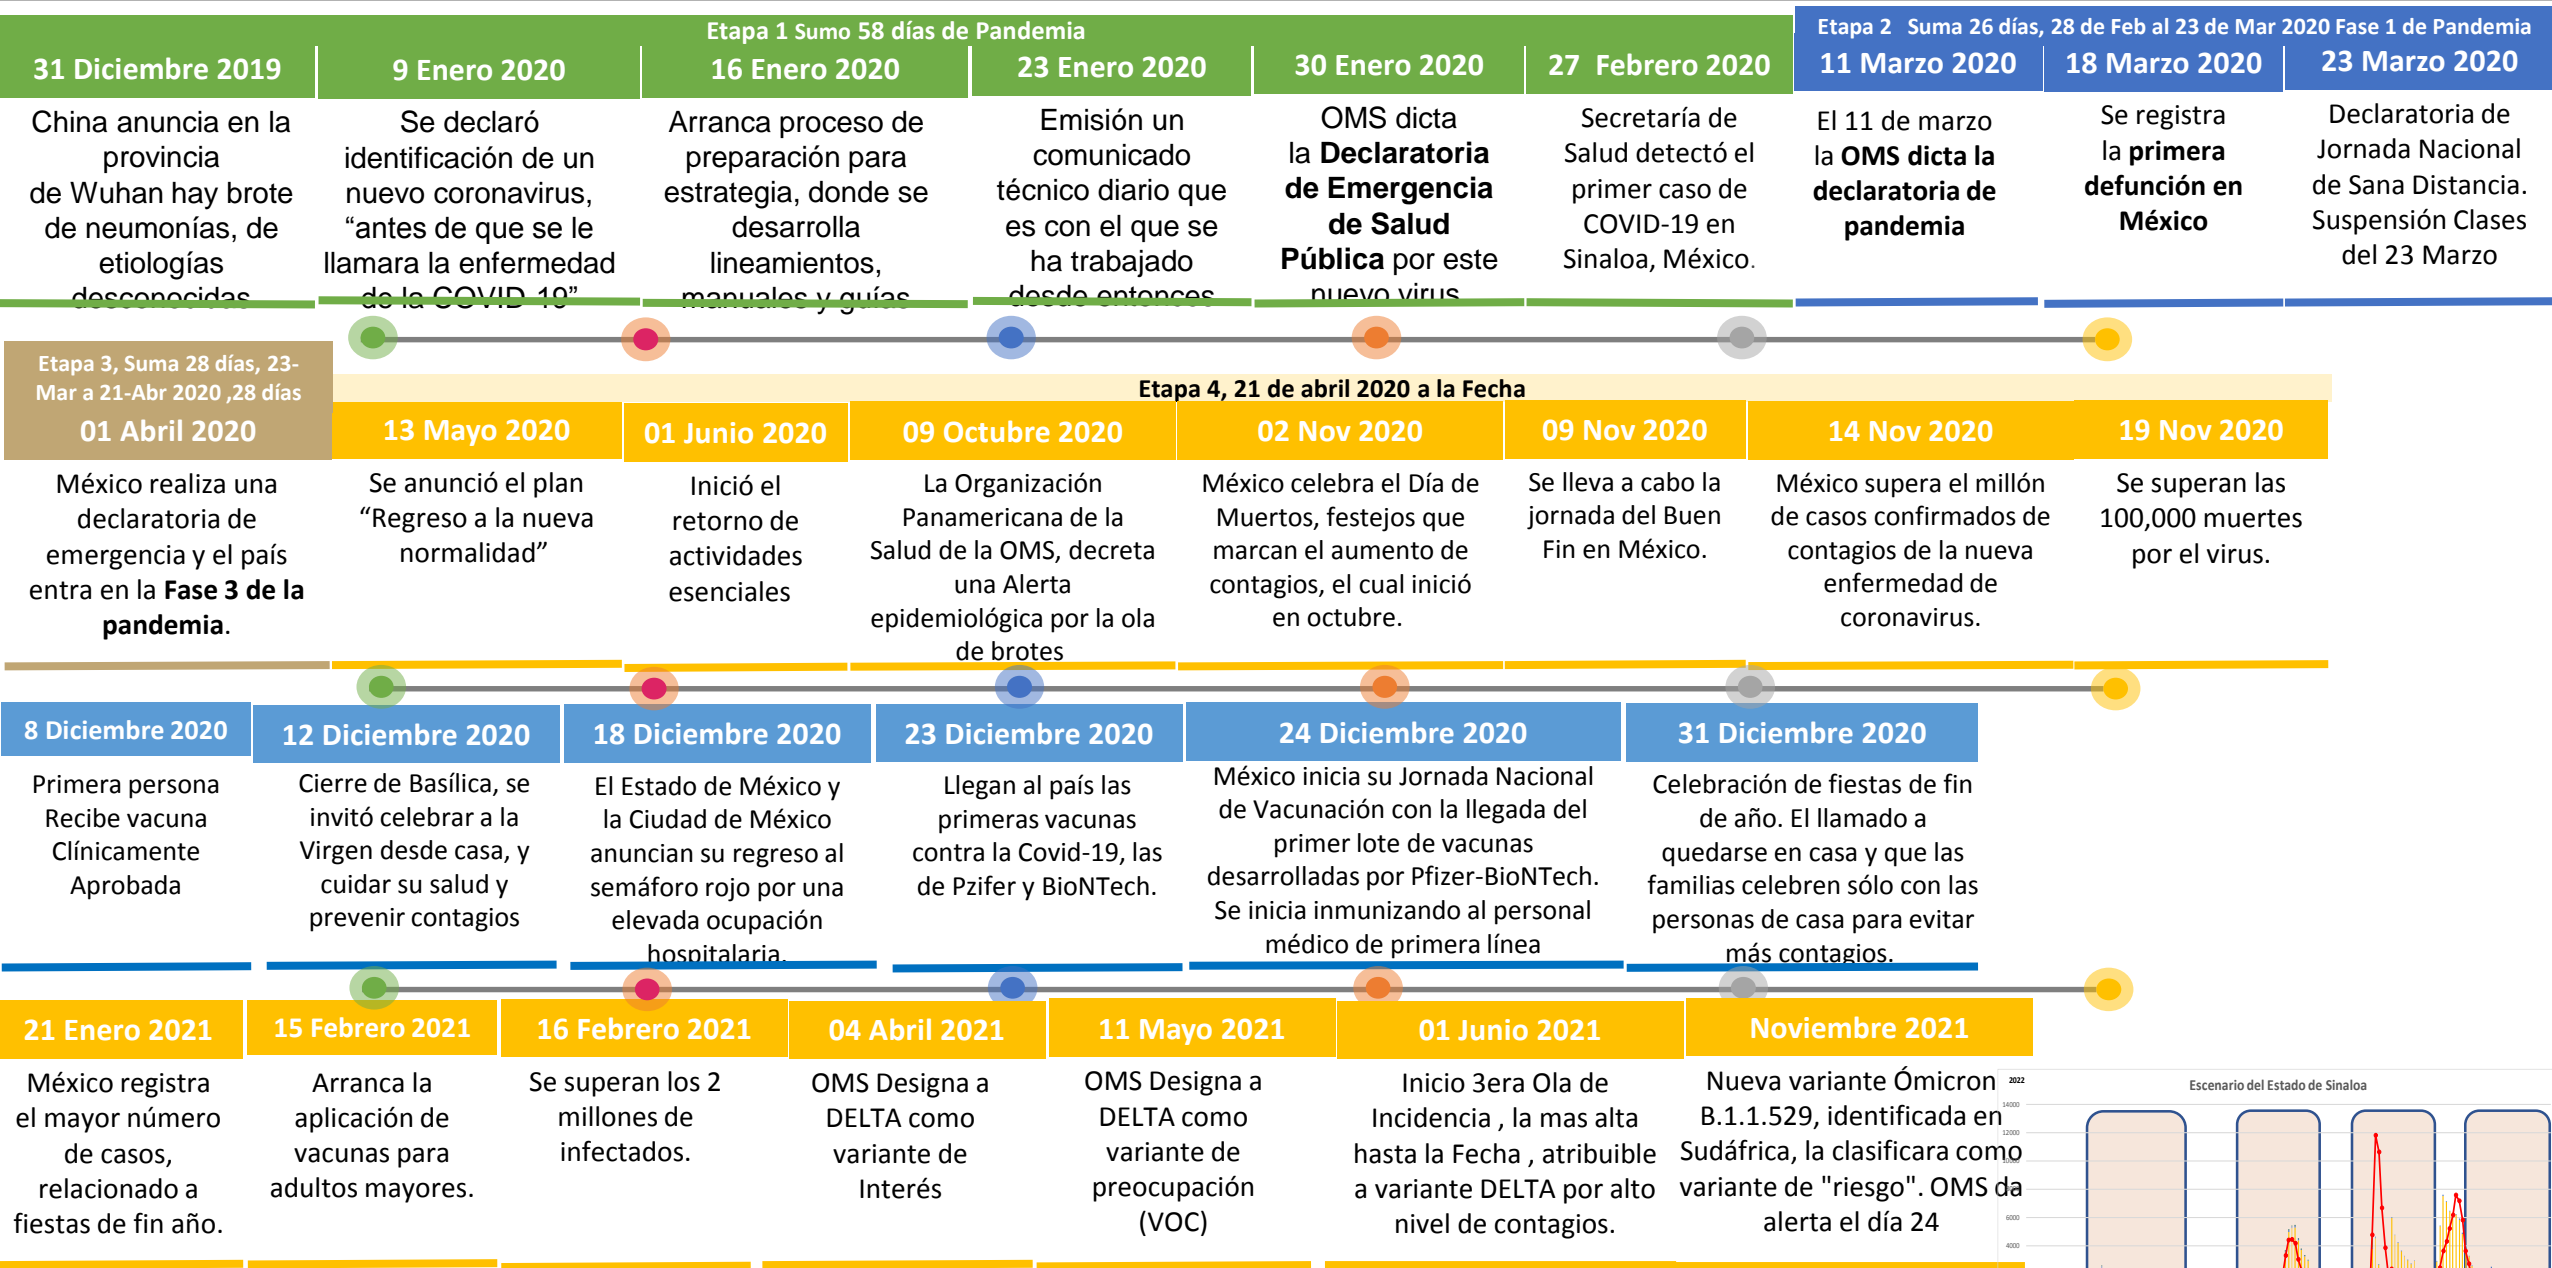 Etapa 1 Sumo 58 días de Pandemia
Etapa 2 Suma 26 días, 28 de Feb al 23 de Mar 2020 Fase 1 de Pandemia
31 Diciembre 2019
China anuncia en la
provincia
de Wuhan hay brote
de neumonías, de
etiologías
desconocidas
9 Enero 2020
Se declaró
identificación de un
nuevo coronavirus,
“antes de que se le
llamara la enfermedad
de la COVID-19”
16 Enero 2020
Arranca proceso de
preparación para
estrategia, donde se
desarrolla
lineamientos,
manuales y guías
23 Enero 2020
Emisión un
comunicado
técnico diario que
es con el que se
ha trabajado
desde entonces
30 Enero 2020
OMS dicta
la Declaratoria
de Emergencia
de Salud
Pública por este
nuevo virus
27 Febrero 2020
Secretaría de
Salud detectó el
primer caso de
COVID-19 en
Sinaloa, México.
11 Marzo 2020
El 11 de marzo
la OMS dicta la
declaratoria de
pandemia
18 Marzo 2020
Se registra
la primera
defunción en
México
23 Marzo 2020
Declaratoria de
Jornada Nacional
de Sana Distancia.
Suspensión Clases
del 23 Marzo
Etapa 3, Suma 28 días, 23-
Mar a 21-Abr 2020 ,28 días
Etapa 4, 21 de abril 2020 a la Fecha
01 Abril 2020
México realiza una
declaratoria de
emergencia y el país
entra en la Fase 3 de la
pandemia.
13 Mayo 2020
Se anunció el plan
“Regreso a la nueva
normalidad”
01 Junio 2020
Inició el
retorno de
actividades
esenciales
09 Octubre 2020
La Organización
Panamericana de la
Salud de la OMS, decreta
una Alerta
epidemiológica por la ola
de brotes
02 Nov 2020
México celebra el Día de
Muertos, festejos que
marcan el aumento de
contagios, el cual inició
en octubre.
09 Nov 2020
Se lleva a cabo la
jornada del Buen
Fin en México.
14 Nov 2020
México supera el millón
de casos confirmados de
contagios de la nueva
enfermedad de
coronavirus.
19 Nov 2020
Se superan las
100,000 muertes
por el virus.
8 Diciembre 2020
Primera persona
Recibe vacuna
Clínicamente
Aprobada
12 Diciembre 2020
Cierre de Basílica, se
invitó celebrar a la
Virgen desde casa, y
cuidar su salud y
prevenir contagios
18 Diciembre 2020
El Estado de México y
la Ciudad de México
anuncian su regreso al
semáforo rojo por una
elevada ocupación
hospitalaria.
23 Diciembre 2020
Llegan al país las
primeras vacunas
contra la Covid-19, las
de Pzifer y BioNTech.
24 Diciembre 2020
México inicia su Jornada Nacional
de Vacunación con la llegada del
primer lote de vacunas
desarrolladas por Pfizer-BioNTech.
Se inicia inmunizando al personal
médico de primera línea
31 Diciembre 2020
Celebración de fiestas de fin
de año. El llamado a
quedarse en casa y que las
familias celebren sólo con las
personas de casa para evitar
más contagios.
21 Enero 2021
México registra
el mayor número
de casos,
relacionado a
fiestas de fin año.
15 Febrero 2021
Arranca la
aplicación de
vacunas para
adultos mayores.
16 Febrero 2021
Se superan los 2
millones de
infectados.
04 Abril 2021
OMS Designa a
DELTA como
variante de
Interés
11 Mayo 2021
OMS Designa a
DELTA como
variante de
preocupación
(VOC)
01 Junio 2021
Inicio 3era Ola de
Incidencia , la mas alta
hasta la Fecha , atribuible
a variante DELTA por alto
nivel de contagios.
Noviembre 2021
Nueva variante Ómicron
B.1.1.529, identificada en
Sudáfrica, la clasificara como
variante de "riesgo". OMS da
alerta el día 24
2022
Escenario del Estado de Sinaloa
14000
12000
6000
4000